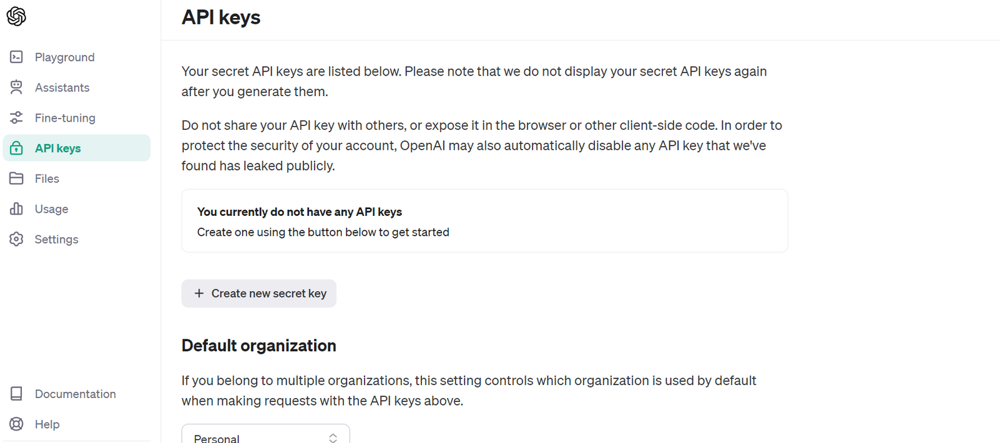 API keys
Playground
Assistants
Fine-tuning
API keys
Files
Usage
Settings
Documentation
Help
Your secret API keys are listed below. Please note that we do not display your secret API keys again
after you generate them.
Do not share your API key with others, or expose it in the browser or other client-side code. In order to
protect the security of your account, OpenAI may also automatically disable any API key that we've
found has leaked publicly.
You currently do not have any API keys
Create one using the button below to get started
+ Create new secret key
Default organization
If you belong to multiple organizations, this setting controls which organization is used by default
when making requests with the API keys above.
Personal